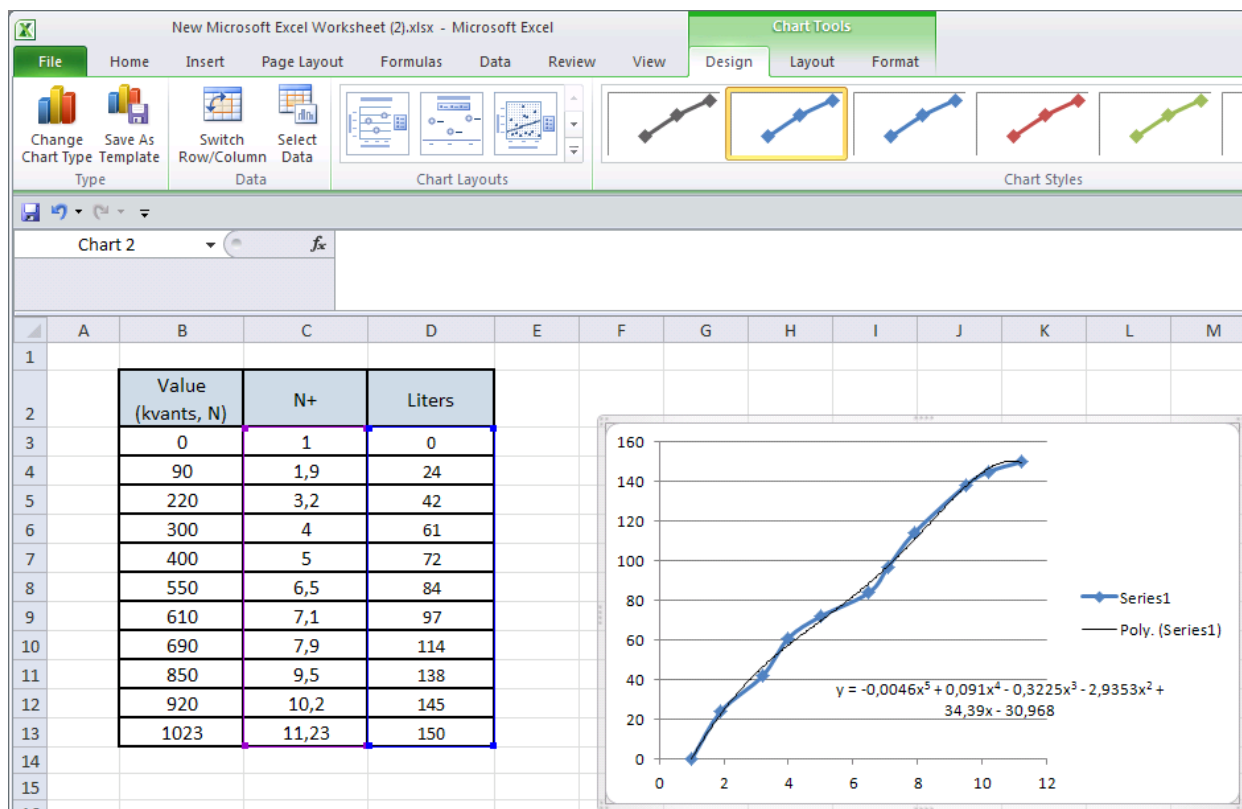 New Microsoft Excel Worksheet (2).xlsx - Microsoft Excel
Chart Tools
File Home Insert Page Layout Formulas Data Review View Design Layout Format
Change Chart Type
Save As Template
Switch Row/Column
Select Data
Type Data Chart Layouts Chart Styles
Chart 2 fx
A B C D E F G H I J K L M
1
2 Value (kvants, N) N+ Liters
3 0 1 0
4 90 1,9 24
5 220 3,2 42
6 300 4 61
7 400 5 72
8 550 6,5 84
9 610 7,1 97
10 690 7,9 114
11 850 9,5 138
12 920 10,2 145
13 1023 11,23 150
14
15
160
140
120
100
80
60
40
20
0
0 2 4 6 8 10 12
Series1
Poly. (Series1)
y = -0,0046x⁵ + 0,091x⁴ - 0,3225x³ - 2,9353x² +
34,39x - 30,968